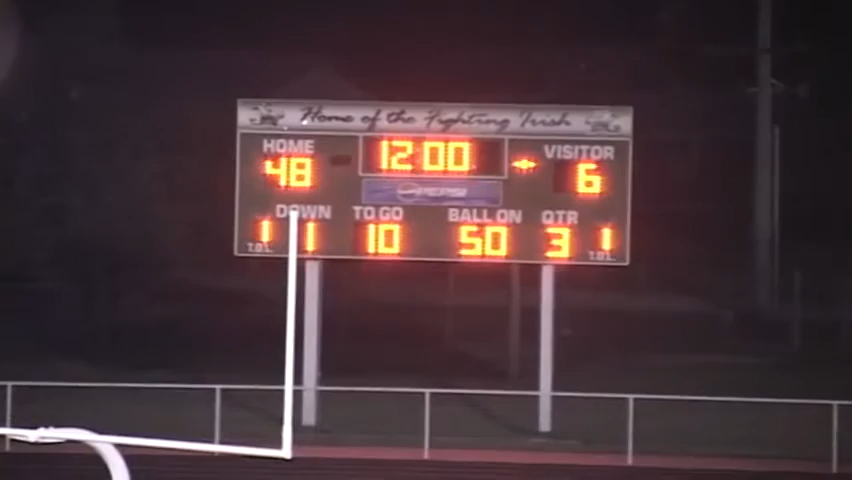 Home of the Fighting Irish
HOME 12:00 VISITOR
48 6
PEPSI
DOWN TO GO BALL ON QTR
1 1 10 50 3 1
T.O.L. T.O.L.